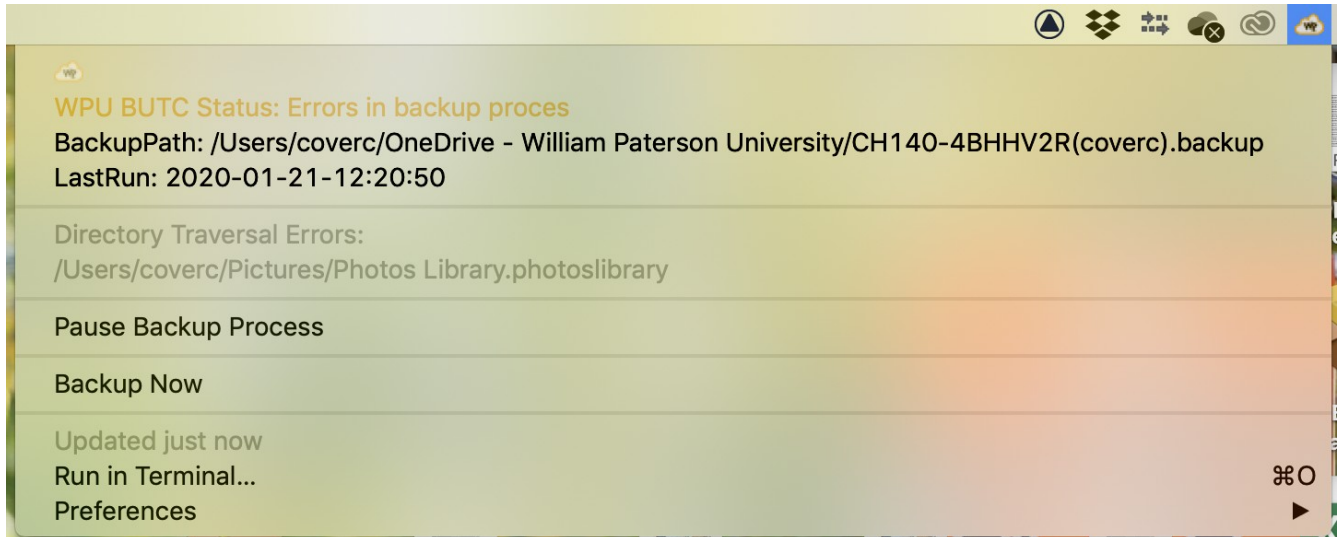 WP
WP
WPU BUTC Status: Errors in backup proces
BackupPath: /Users/coverc/OneDrive - William Paterson University/CH140-4BHHV2R(coverc).backup
LastRun: 2020-01-21-12:20:50
Directory Traversal Errors:
/Users/coverc/Pictures/Photos Library.photoslibrary
Pause Backup Process
Backup Now
Updated just now
Run in Terminal... ⌘O
Preferences ▶